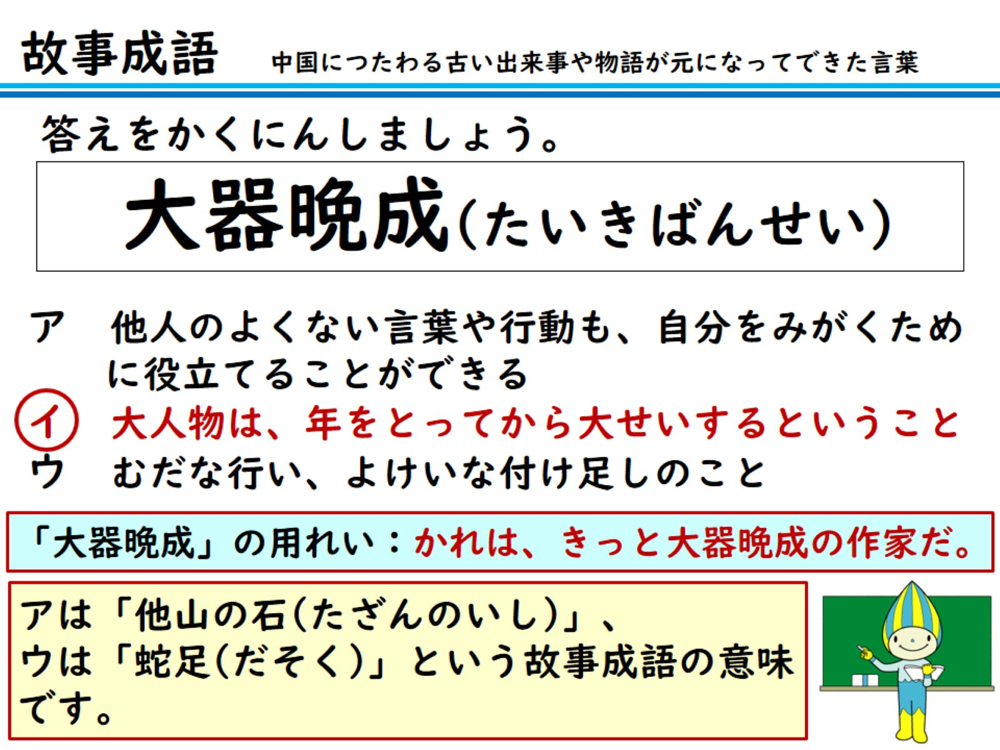 故事成語　中国につたわる古い出来事や物語が元になってできた言葉
答えをかくにんしましょう。
大器晩成(たいきばんせい)
ア　他人のよくない言葉や行動も、自分をみがくため
に役立てることができる
イ　大人物は、年をとってから大せいするということ
ウ　むだな行い、よけいな付け足しのこと
「大器晩成」の用れい：かれは、きっと大器晩成の作家だ。
アは「他山の石(たざんのいし)」、
ウは「蛇足(だそく)」という故事成語の意味
です。